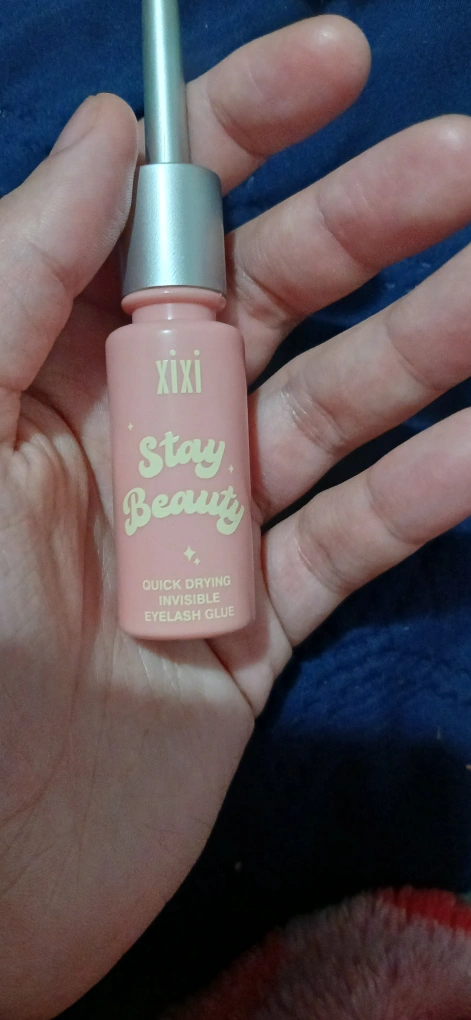 xixi
Stay
Beauty
QUICK DRYING
INVISIBLE
EYELASH GLUE